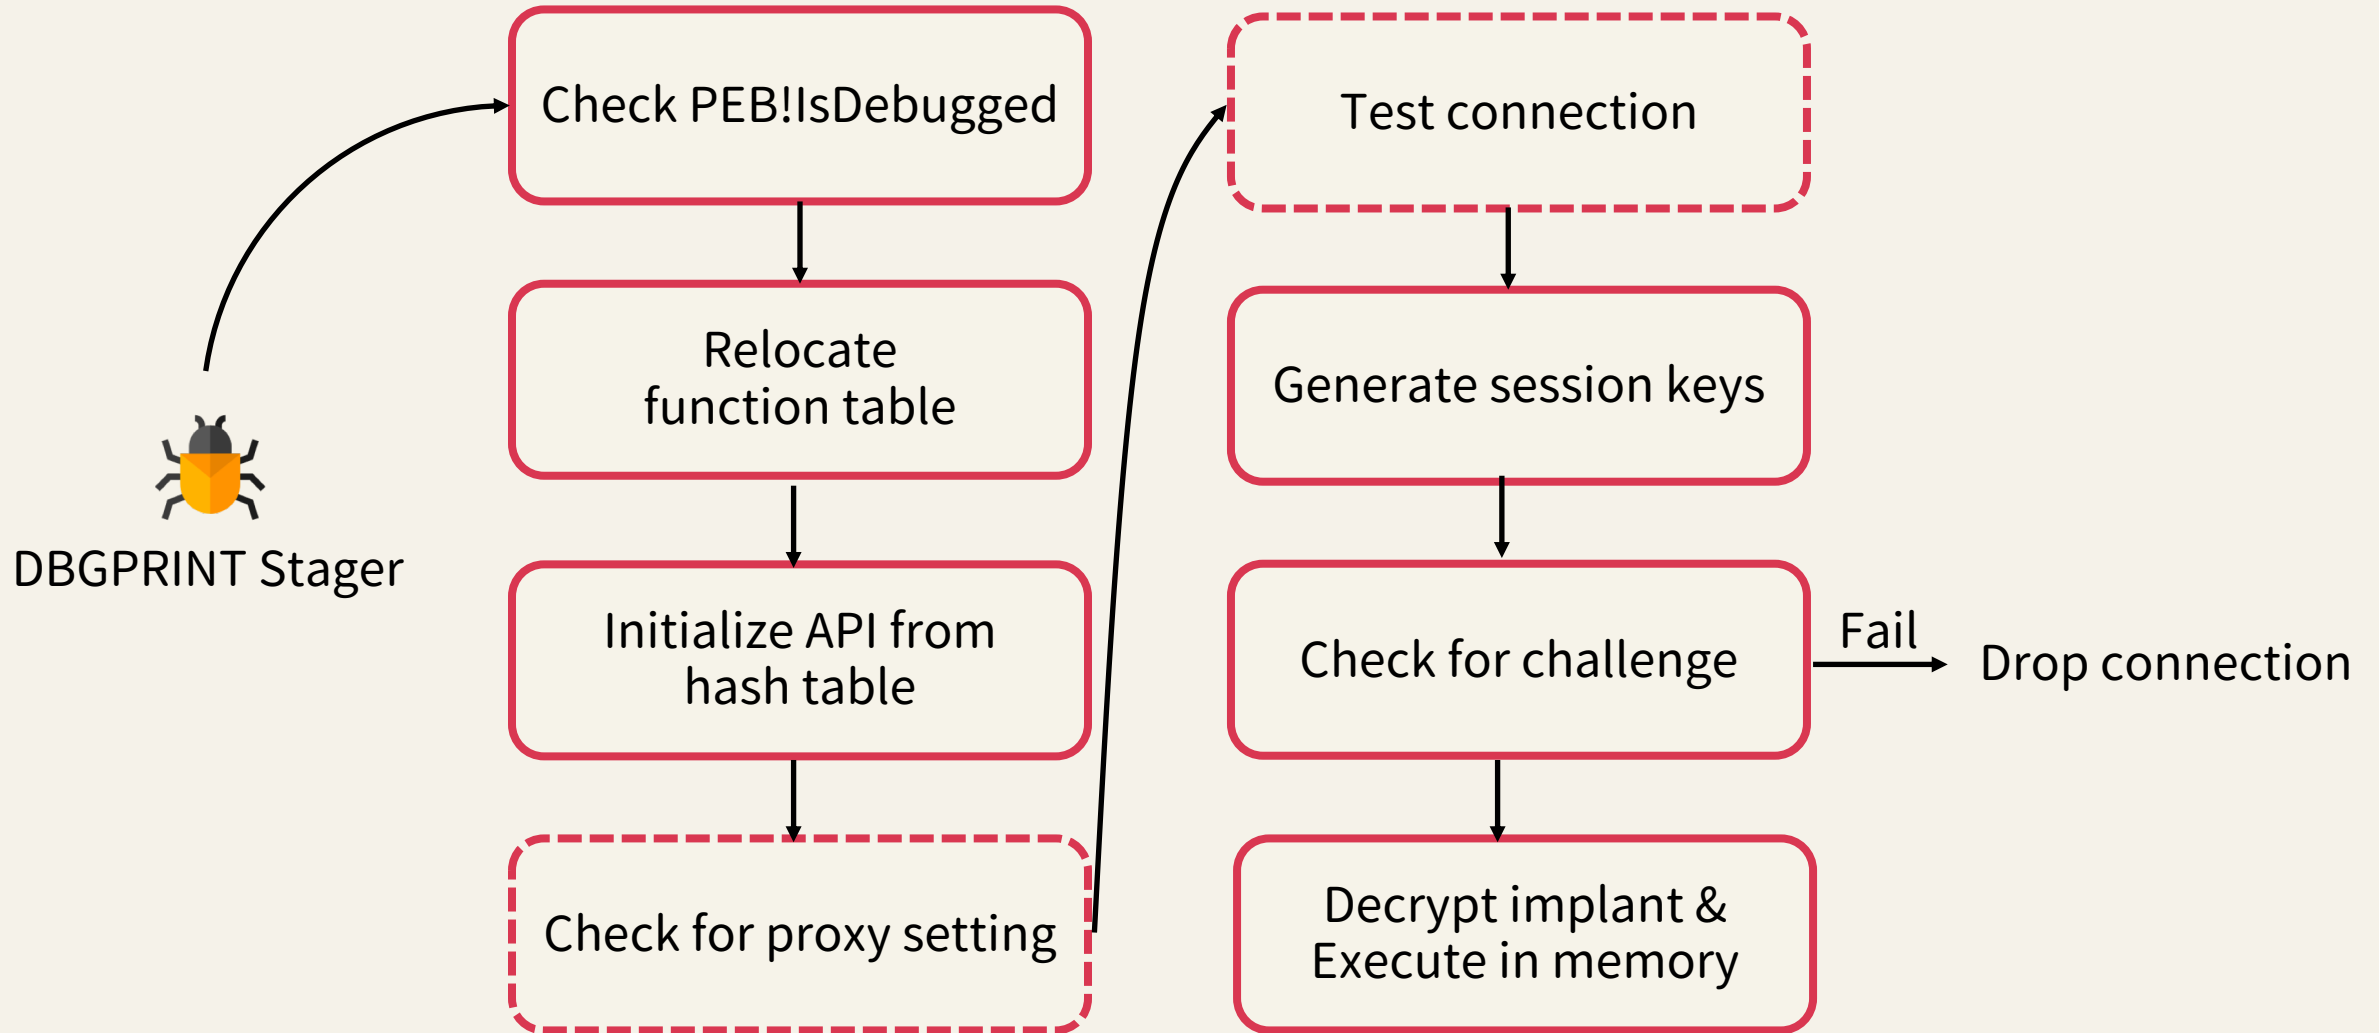 DBGPRINT Stager
Check PEB!IsDebugged
Relocate
function table
Initialize API from
hash table
Check for proxy setting
Test connection
Generate session keys
Check for challenge
Fail
Drop connection
Decrypt implant &
Execute in memory